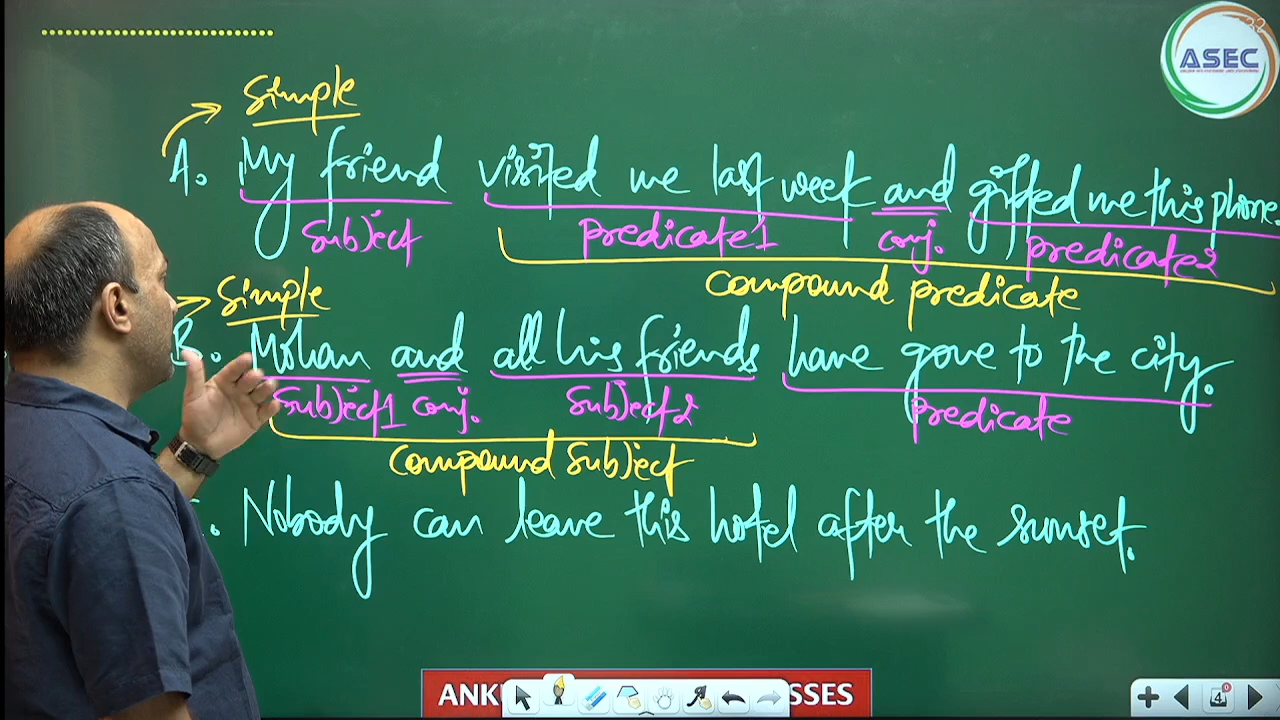 22
ASEC
Simple
A. My friend visited me last week and gifted me this phone
Subject predicate1 conj. predicate2
Compound predicate
Simple
B. Mohan and all his friends have gone to the city.
Subject1 conj. Subject2 predicate
Compound Subject
Nobody can leave this hotel after the sunset.
ANK SSES
4